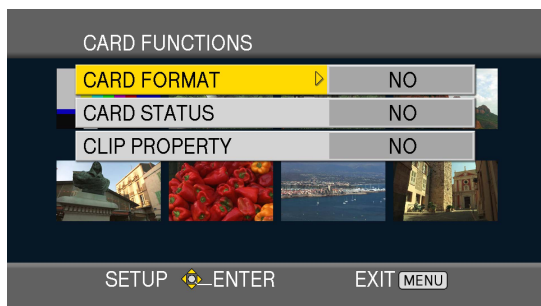 CARD FUNCTIONS
CARD FORMAT NO
CARD STATUS NO
CLIP PROPERTY NO
SETUP ENTER EXIT MENU